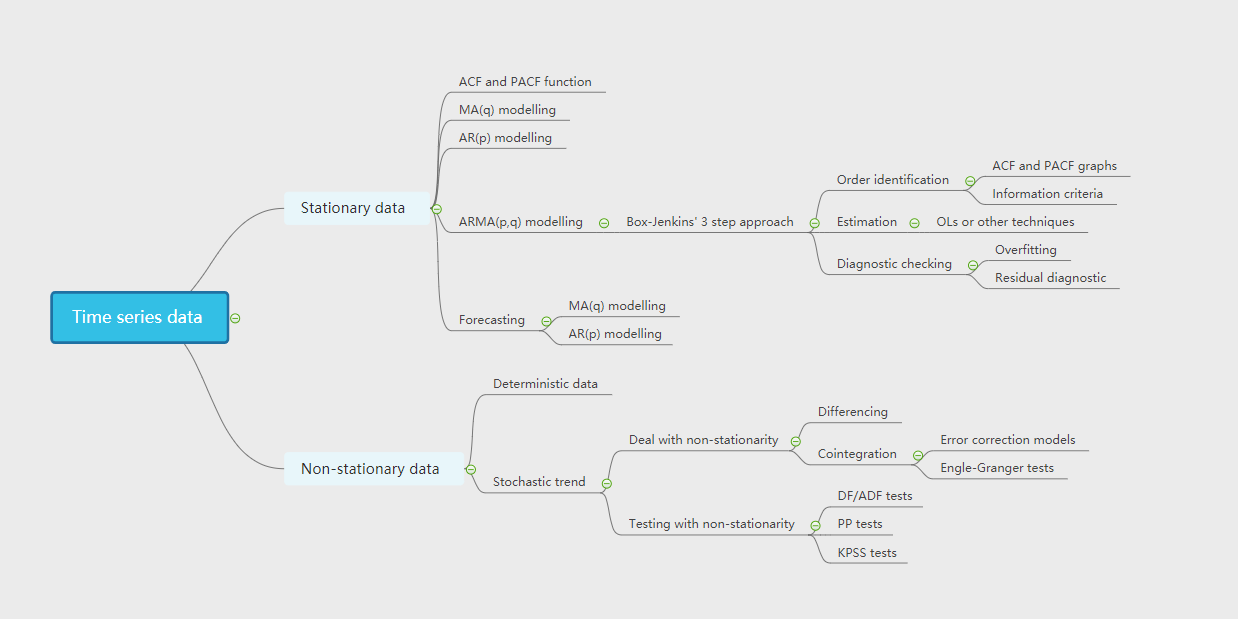 Time series data
Stationary data
ACF and PACF function
MA(q) modelling
AR(p) modelling
ARMA(p,q) modelling
Box-Jenkins' 3 step approach
Order identification
ACF and PACF graphs
Information criteria
Estimation
OLs or other techniques
Diagnostic checking
Overfitting
Residual diagnostic
Forecasting
MA(q) modelling
AR(p) modelling
Non-stationary data
Deterministic data
Stochastic trend
Deal with non-stationarity
Differencing
Cointegration
Error correction models
Engle-Granger tests
Testing with non-stationarity
DF/ADF tests
PP tests
KPSS tests